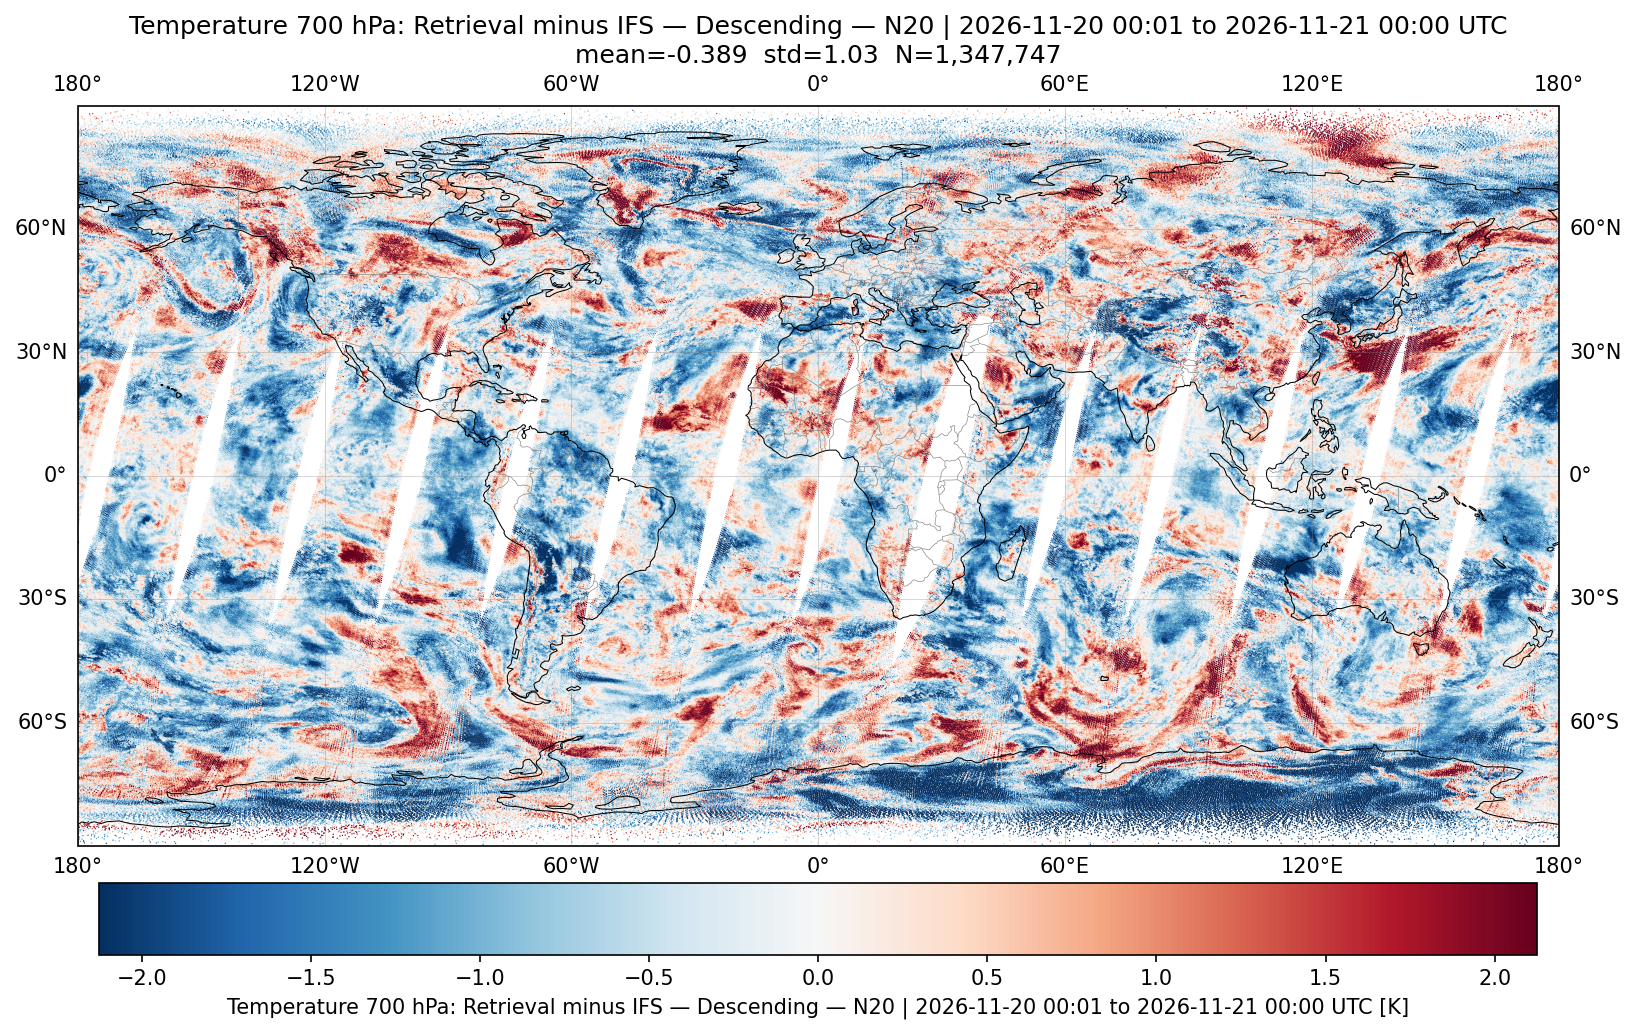 Temperature 700 hPa: Retrieval minus IFS — Descending — N20 | 2026-11-20 00:01 to 2026-11-21 00:00 UTC
mean=-0.389  std=1.03  N=1,347,747
180° 120°W 60°W 0° 60°E 120°E 180°
60°N 60°N
30°N 30°N
0° 0°
30°S 30°S
60°S 60°S
180° 120°W 60°W 0° 60°E 120°E 180°
−2.0 −1.5 −1.0 −0.5 0.0 0.5 1.0 1.5 2.0
Temperature 700 hPa: Retrieval minus IFS — Descending — N20 | 2026-11-20 00:01 to 2026-11-21 00:00 UTC [K]